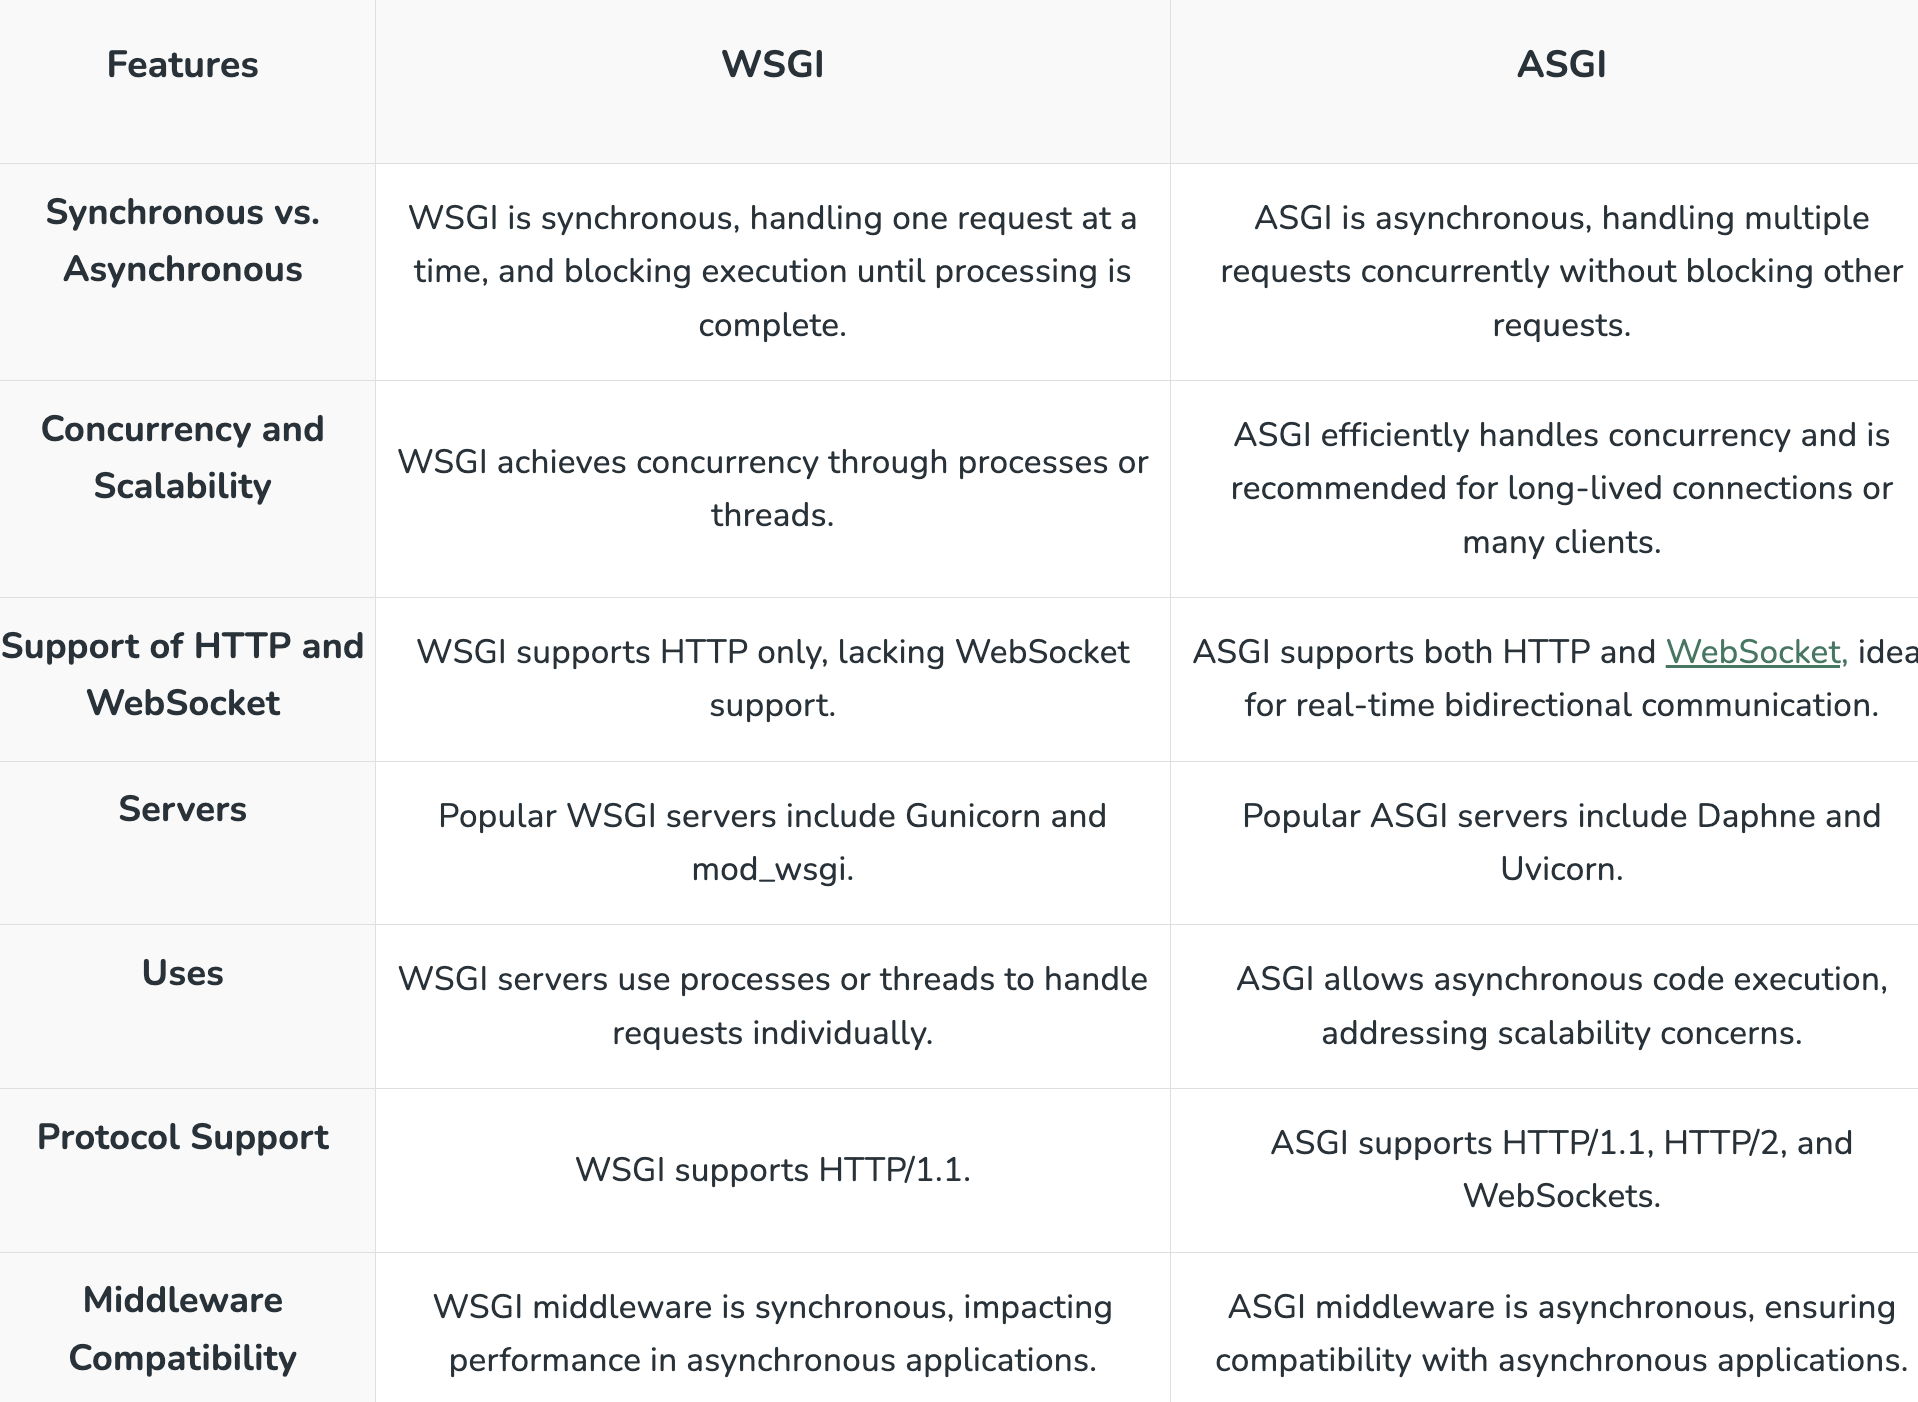 Features
WSGI
ASGI
Synchronous vs.
Asynchronous
WSGI is synchronous, handling one request at a
time, and blocking execution until processing is
complete.
ASGI is asynchronous, handling multiple
requests concurrently without blocking other
requests.
Concurrency and
Scalability
WSGI achieves concurrency through processes or
threads.
ASGI efficiently handles concurrency and is
recommended for long-lived connections or
many clients.
Support of HTTP and
WebSocket
WSGI supports HTTP only, lacking WebSocket
support.
ASGI supports both HTTP and WebSocket, idea
for real-time bidirectional communication.
Servers
Popular WSGI servers include Gunicorn and
mod_wsgi.
Popular ASGI servers include Daphne and
Uvicorn.
Uses
WSGI servers use processes or threads to handle
requests individually.
ASGI allows asynchronous code execution,
addressing scalability concerns.
Protocol Support
WSGI supports HTTP/1.1.
ASGI supports HTTP/1.1, HTTP/2, and
WebSockets.
Middleware
Compatibility
WSGI middleware is synchronous, impacting
performance in asynchronous applications.
ASGI middleware is asynchronous, ensuring
compatibility with asynchronous applications.